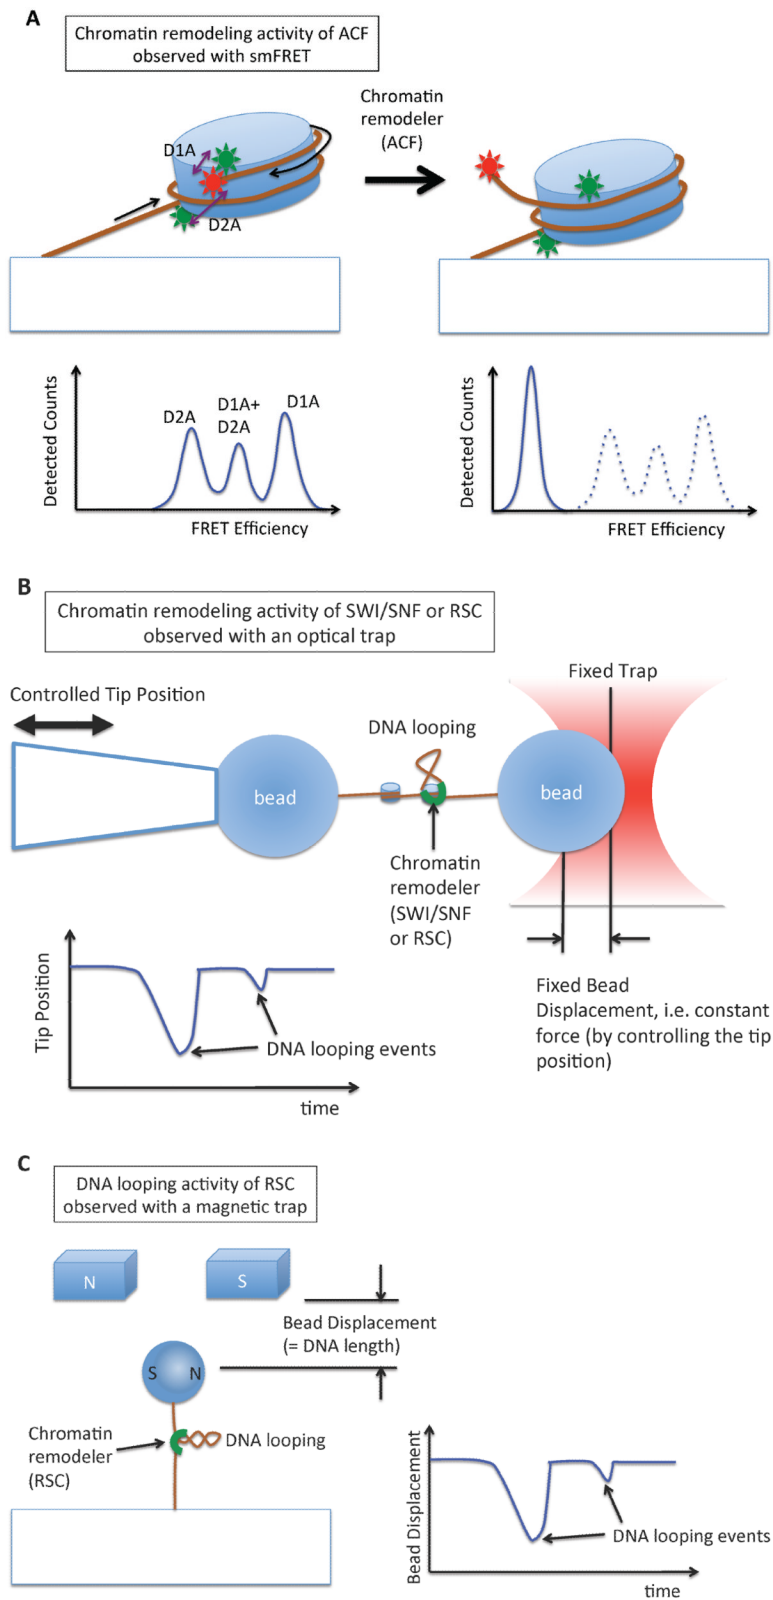 A
Chromatin remodeling activity of ACF
observed with smFRET
Chromatin
remodeler
(ACF)
D1A
D2A
Detected Counts
D2A
D1A+
D2A
D1A
FRET Efficiency
Detected Counts
FRET Efficiency
B
Chromatin remodeling activity of SWI/SNF or RSC
observed with an optical trap
Fixed Trap
Controlled Tip Position
DNA looping
bead
bead
Chromatin
remodeler
(SWI/SNF
or RSC)
Tip Position
DNA looping events
time
Fixed Bead
Displacement, i.e. constant
force (by controlling the tip
position)
C
DNA looping activity of RSC
observed with a magnetic trap
N
S
Bead Displacement
(= DNA length)
S
N
Chromatin
remodeler
(RSC)
DNA looping
Bead Displacement
DNA looping events
time